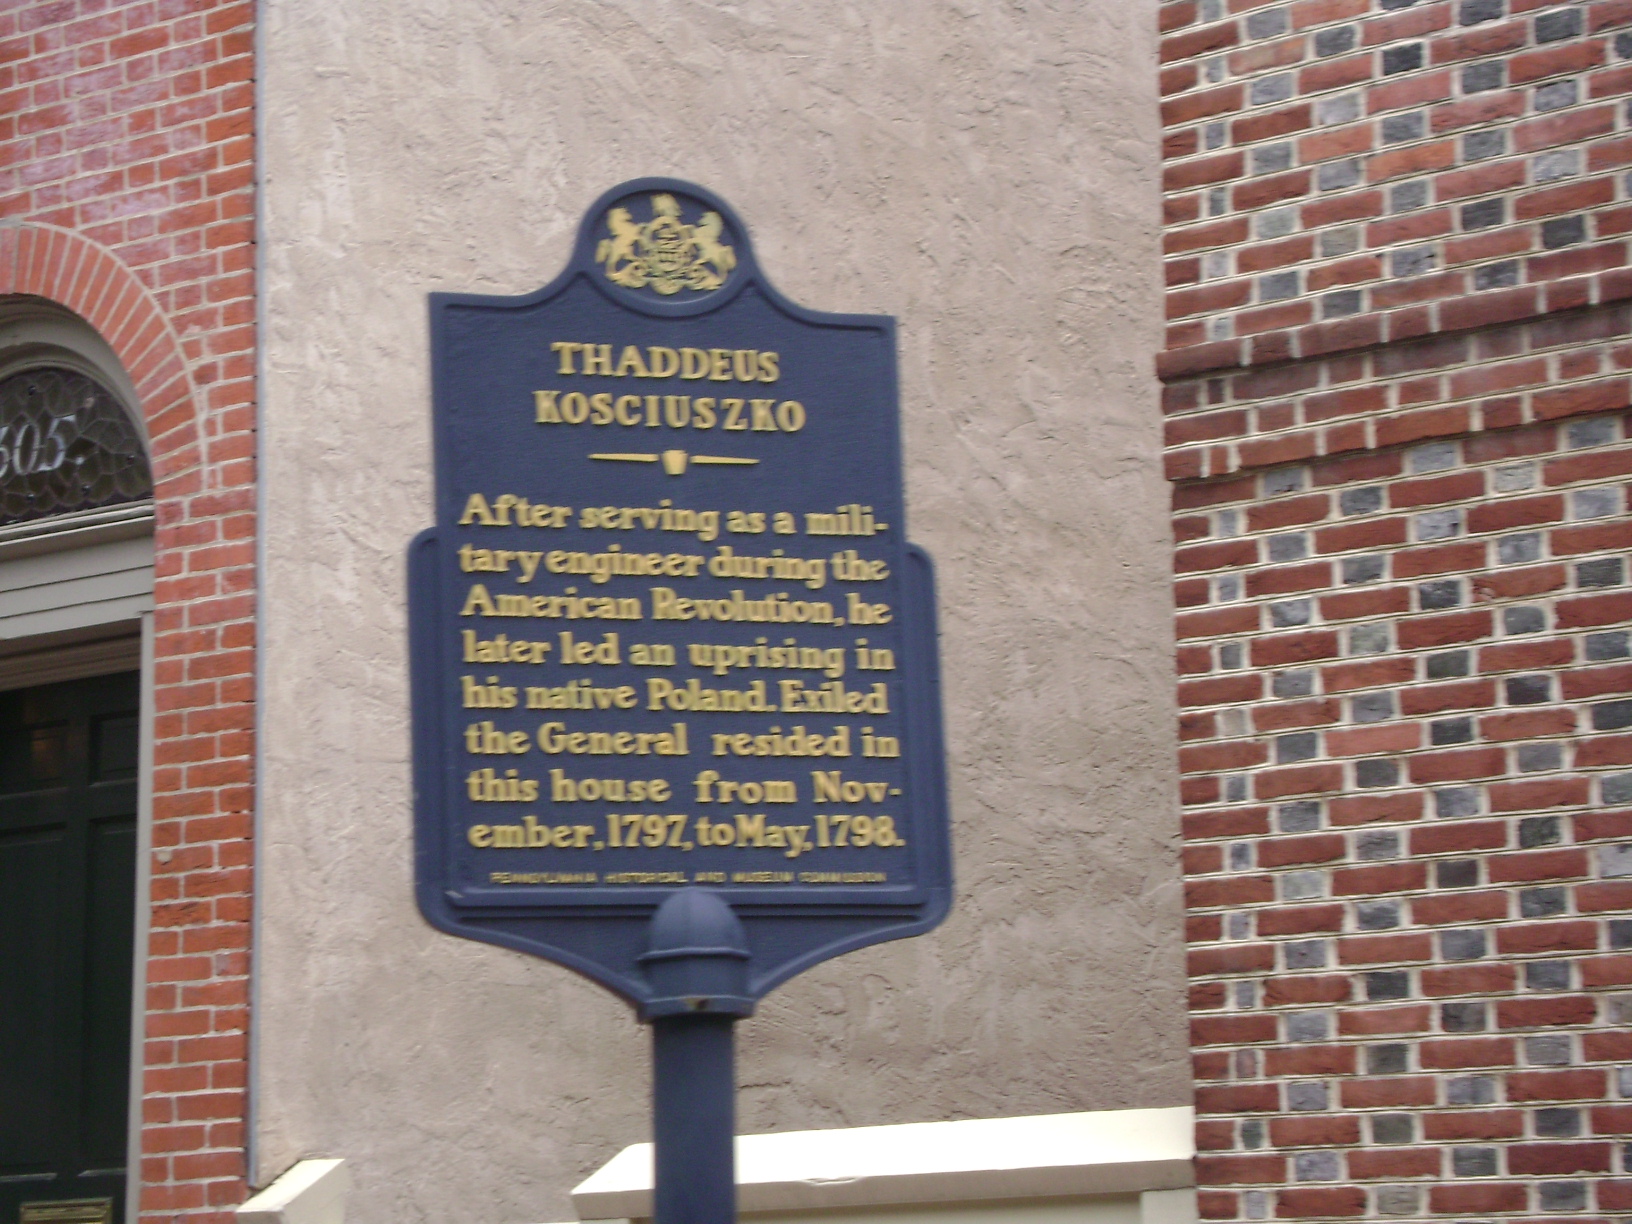 THADDEUS
KOSCIUSZKO
After serving as a mili-
tary engineer during the
American Revolution, he
later led an uprising in
his native Poland. Exiled
the General resided in
this house from Nov-
ember, 1797, to May, 1798.
PENNSYLVANIA HISTORICAL AND MUSEUM COMMISSION